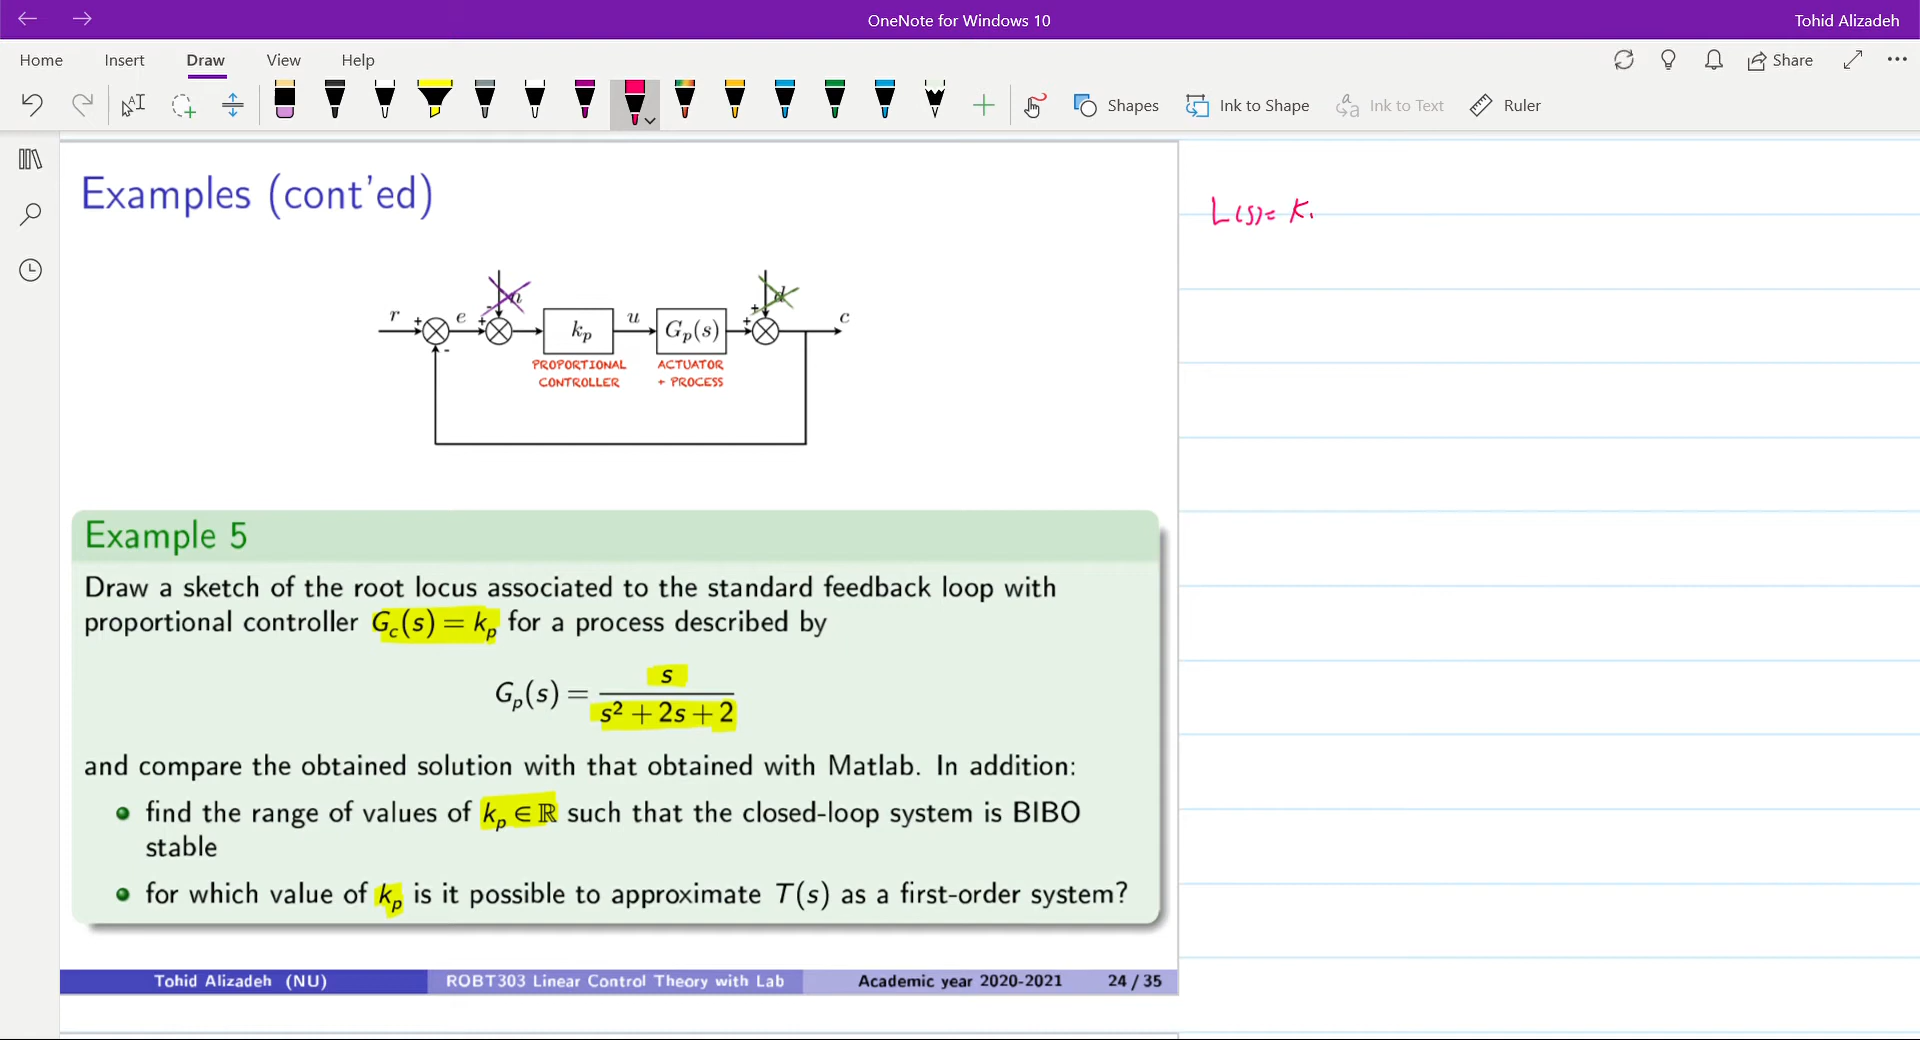 OneNote for Windows 10
Tohid Alizadeh
Home Insert Draw View Help
Share
Shapes Ink to Shape Ink to Text Ruler
Examples (cont'ed)
L(s)= K
r + e + - k_p u G_p(s) + + d c
-
PROPORTIONAL
CONTROLLER
ACTUATOR
+ PROCESS
Example 5
Draw a sketch of the root locus associated to the standard feedback loop with
proportional controller G_c(s) = k_p for a process described by
G_p(s) = s / (s² + 2s + 2)
and compare the obtained solution with that obtained with Matlab. In addition:
find the range of values of k_p ∈ ℝ such that the closed-loop system is BIBO
stable
for which value of k_p is it possible to approximate T(s) as a first-order system?
Tohid Alizadeh (NU) ROBT303 Linear Control Theory with Lab Academic year 2020-2021 24 / 35